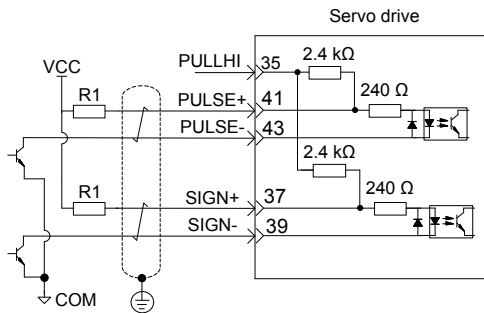 Servo drive
PULLHI 35 2.4 kΩ
VCC
R1 PULSE+ 41 240 Ω
PULSE- 43
2.4 kΩ
R1 SIGN+ 37 240 Ω
SIGN- 39
COM